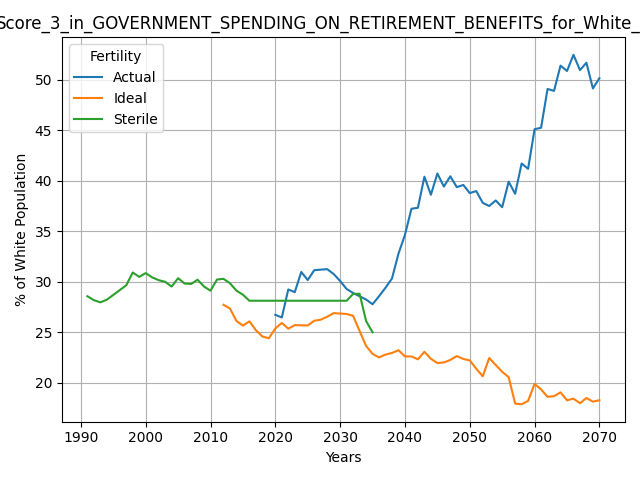 Score_3_in_GOVERNMENT_SPENDING_ON_RETIREMENT_BENEFITS_for_White_
Fertility
Actual
Ideal
Sterile
% of White Population
50
45
40
35
30
25
20
1990
2000
2010
2020
2030
2040
2050
2060
2070
Years